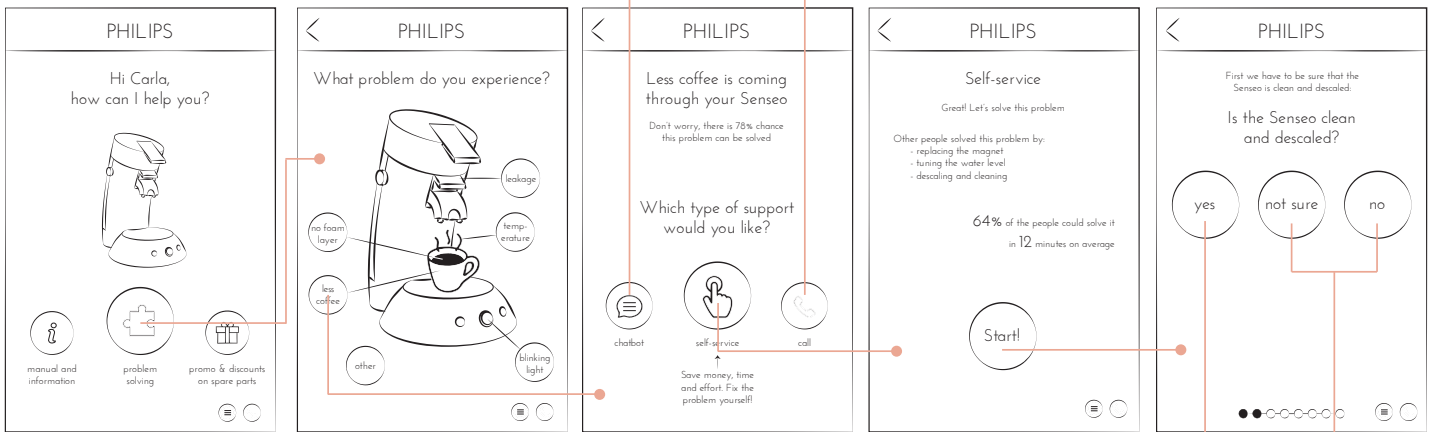 PHILIPS
Hi Carla,
how can I help you?
manual and
information
problem
solving
promo & discounts
on spare parts
PHILIPS
What problem do you experience?
leakage
no foam
layer
temp-
erature
less
coffee
other
blinking
light
PHILIPS
Less coffee is coming
through your Senseo
Don't worry, there is 78% chance
this problem can be solved
Which type of support
would you like?
chatbot
self-service
call
Save money, time
and effort. Fix the
problem yourself!
PHILIPS
Self-service
Great! Let's solve this problem
Other people solved this problem by:
- replacing the magnet
- tuning the water level
- descaling and cleaning
64% of the people could solve it
in 12 minutes on average
Start!
PHILIPS
First we have to be sure that the
Senseo is clean and descaled:
Is the Senseo clean
and descaled?
yes
not sure
no